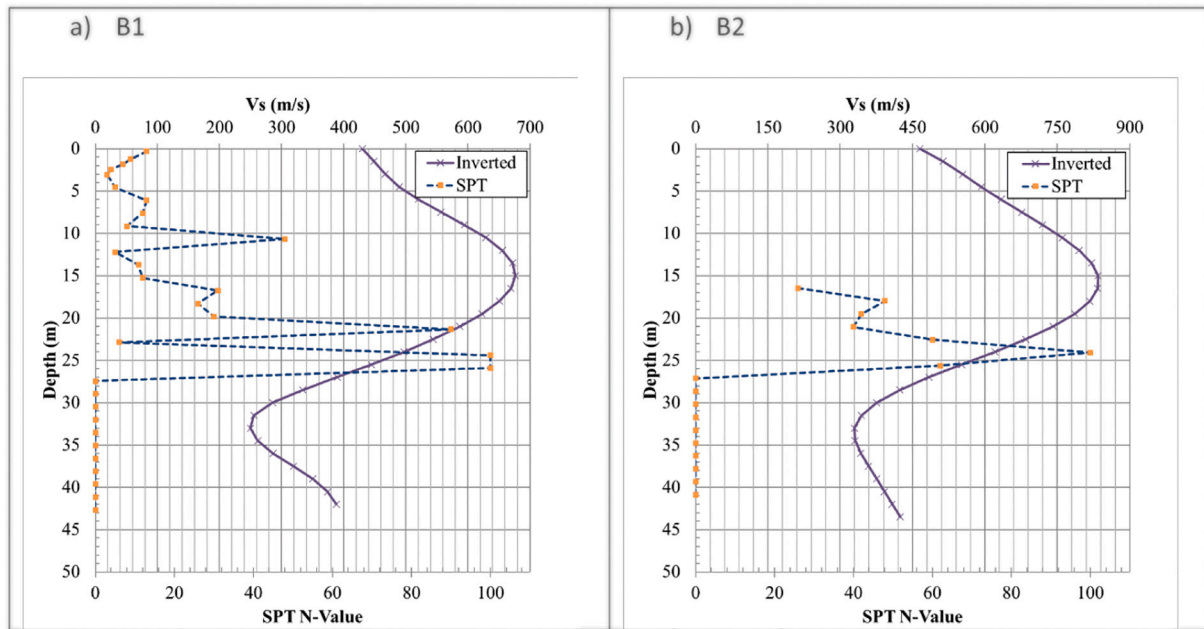 a) B1
Vs (m/s)
0 100 200 300 400 500 600 700
0
5
10
15
20
25
30
35
40
45
50
Depth (m)
Inverted
SPT
0 20 40 60 80 100
SPT N-Value
b) B2
Vs (m/s)
0 150 300 450 600 750 900
0
5
10
15
20
25
30
35
40
45
50
Depth (m)
Inverted
SPT
0 20 40 60 80 100
SPT N-Value